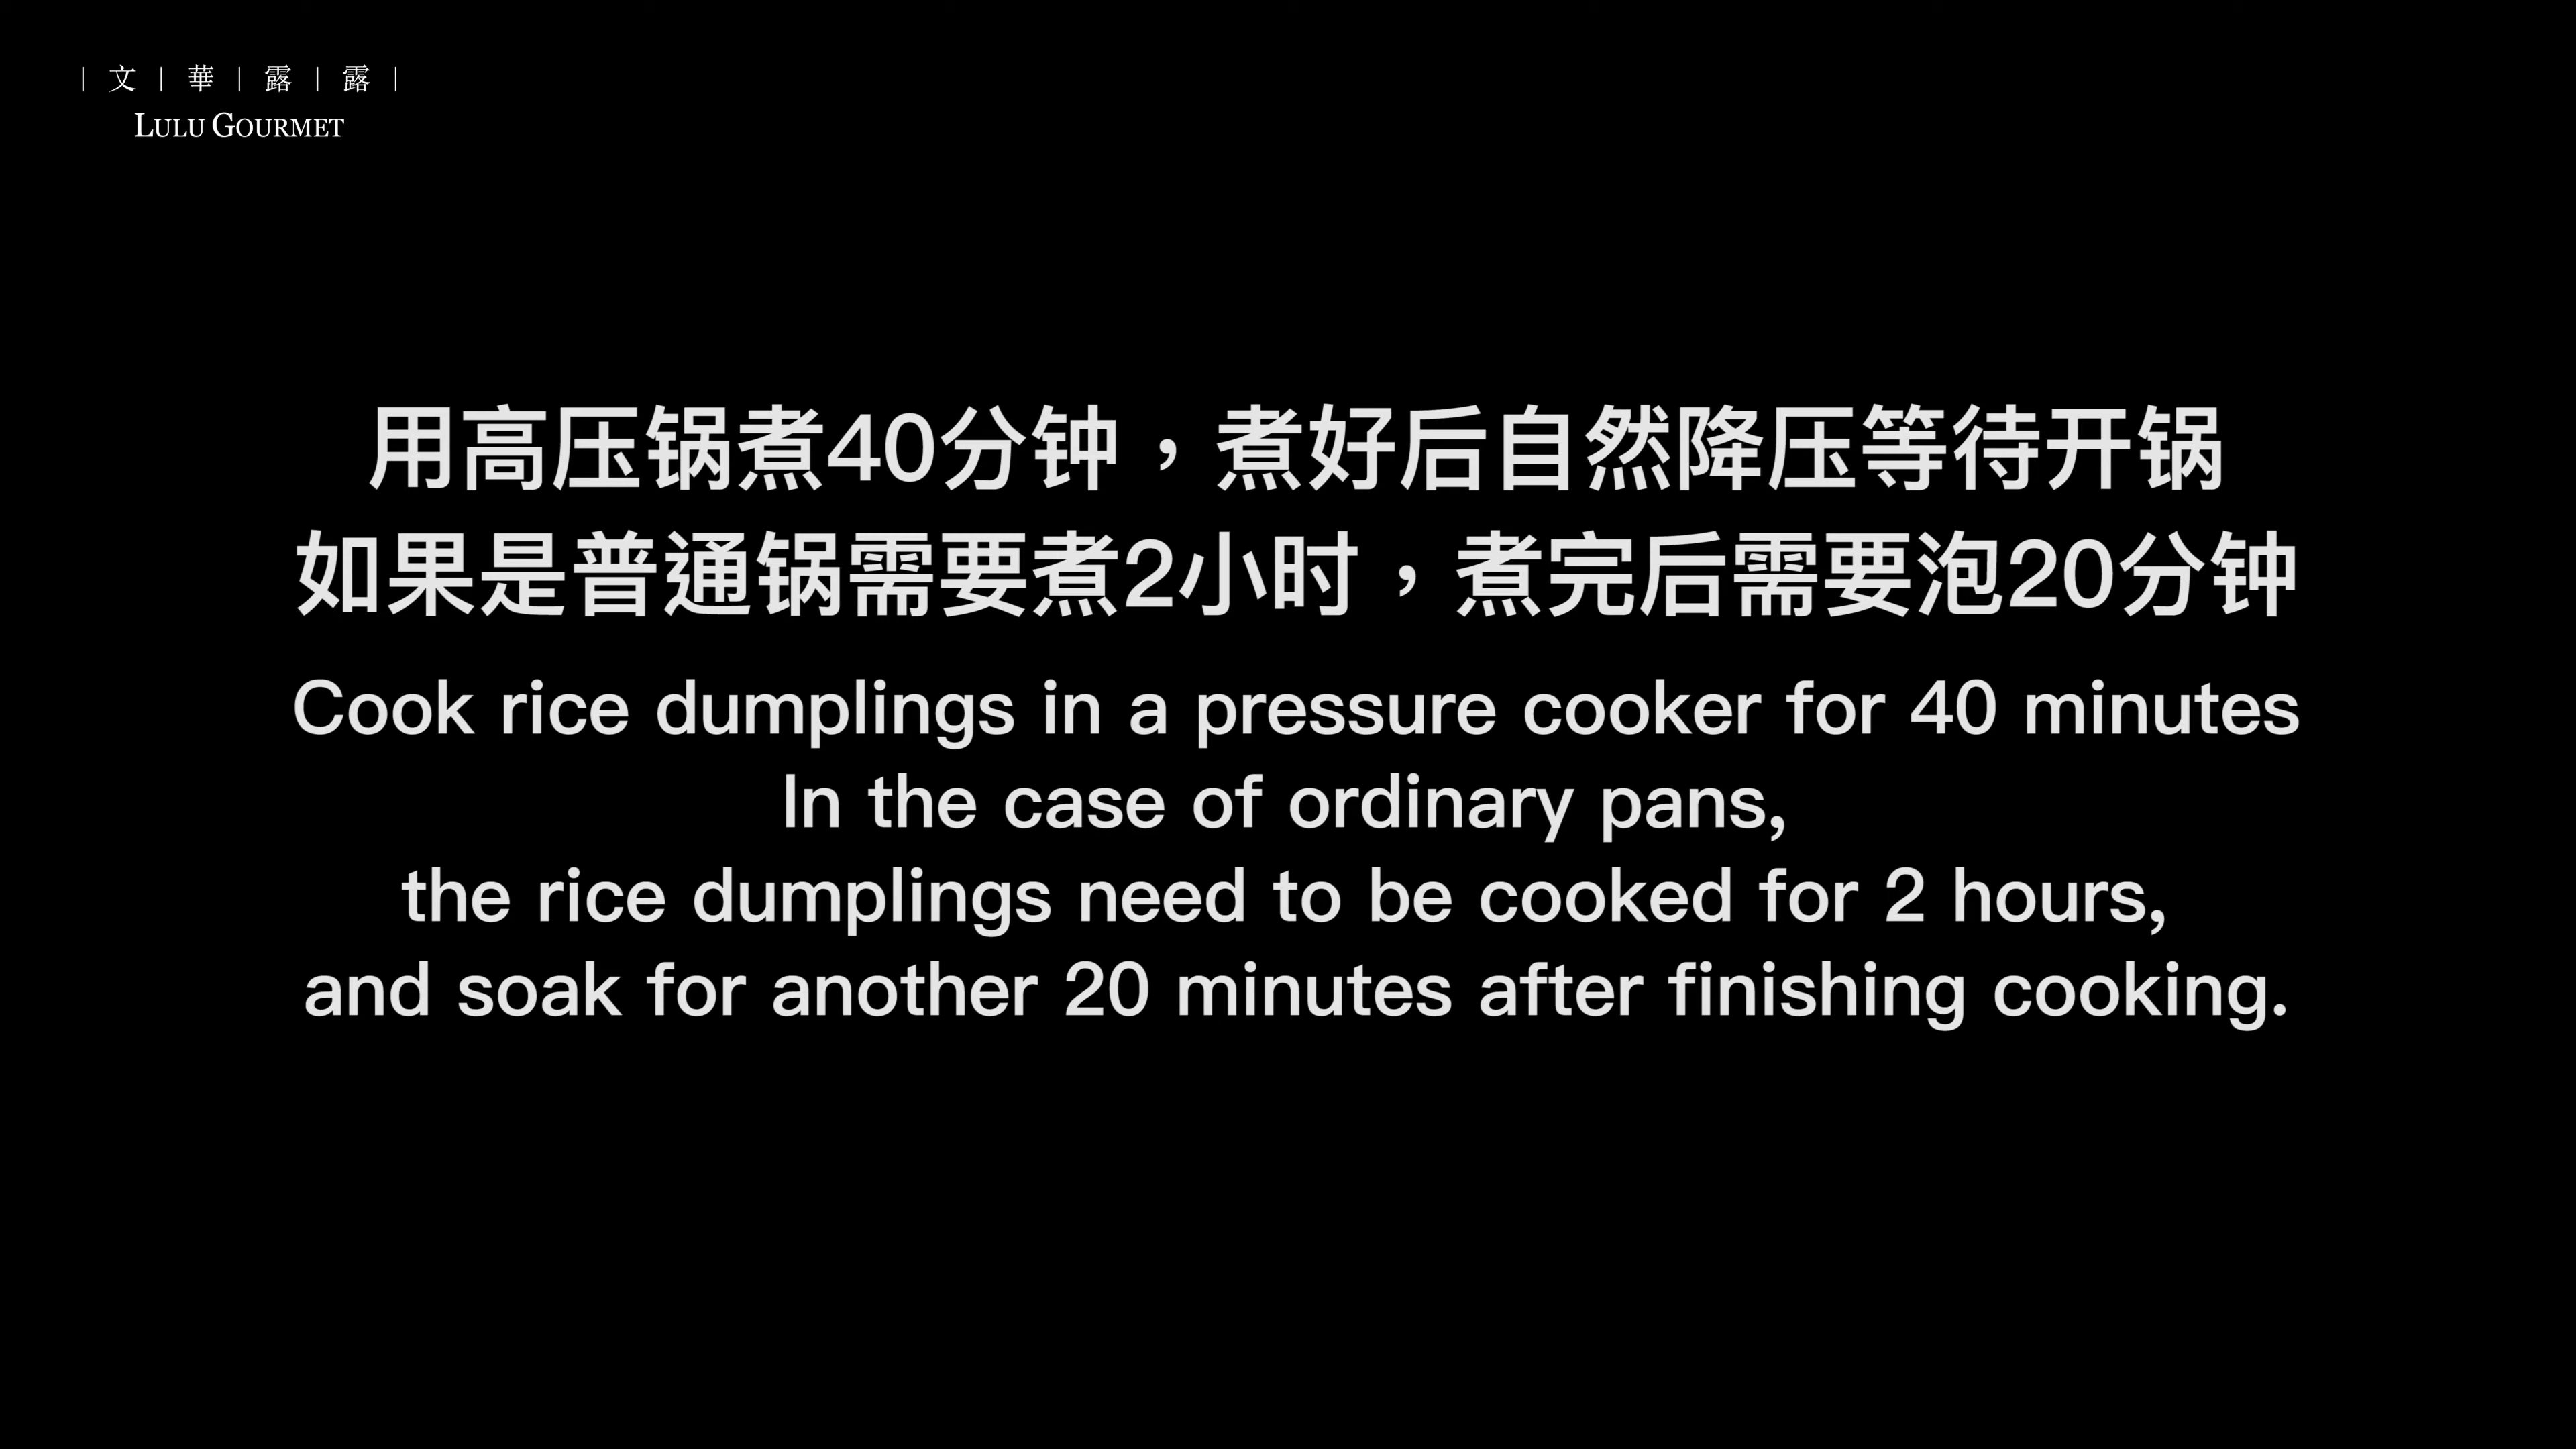 ｜文｜華｜露｜露｜
LULU GOURMET
用高压锅煮40分钟，煮好后自然降压等待开锅
如果是普通锅需要煮2小时，煮完后需要泡20分钟
Cook rice dumplings in a pressure cooker for 40 minutes
In the case of ordinary pans,
the rice dumplings need to be cooked for 2 hours,
and soak for another 20 minutes after finishing cooking.